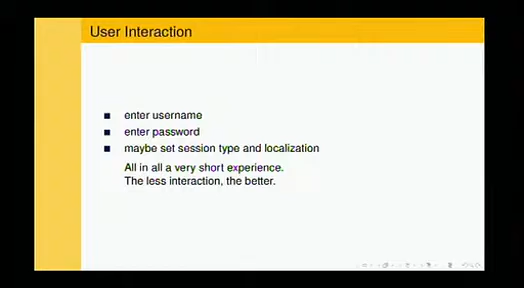 User Interaction
enter username
enter password
maybe set session type and localization
All in all a very short experience.
The less interaction, the better.